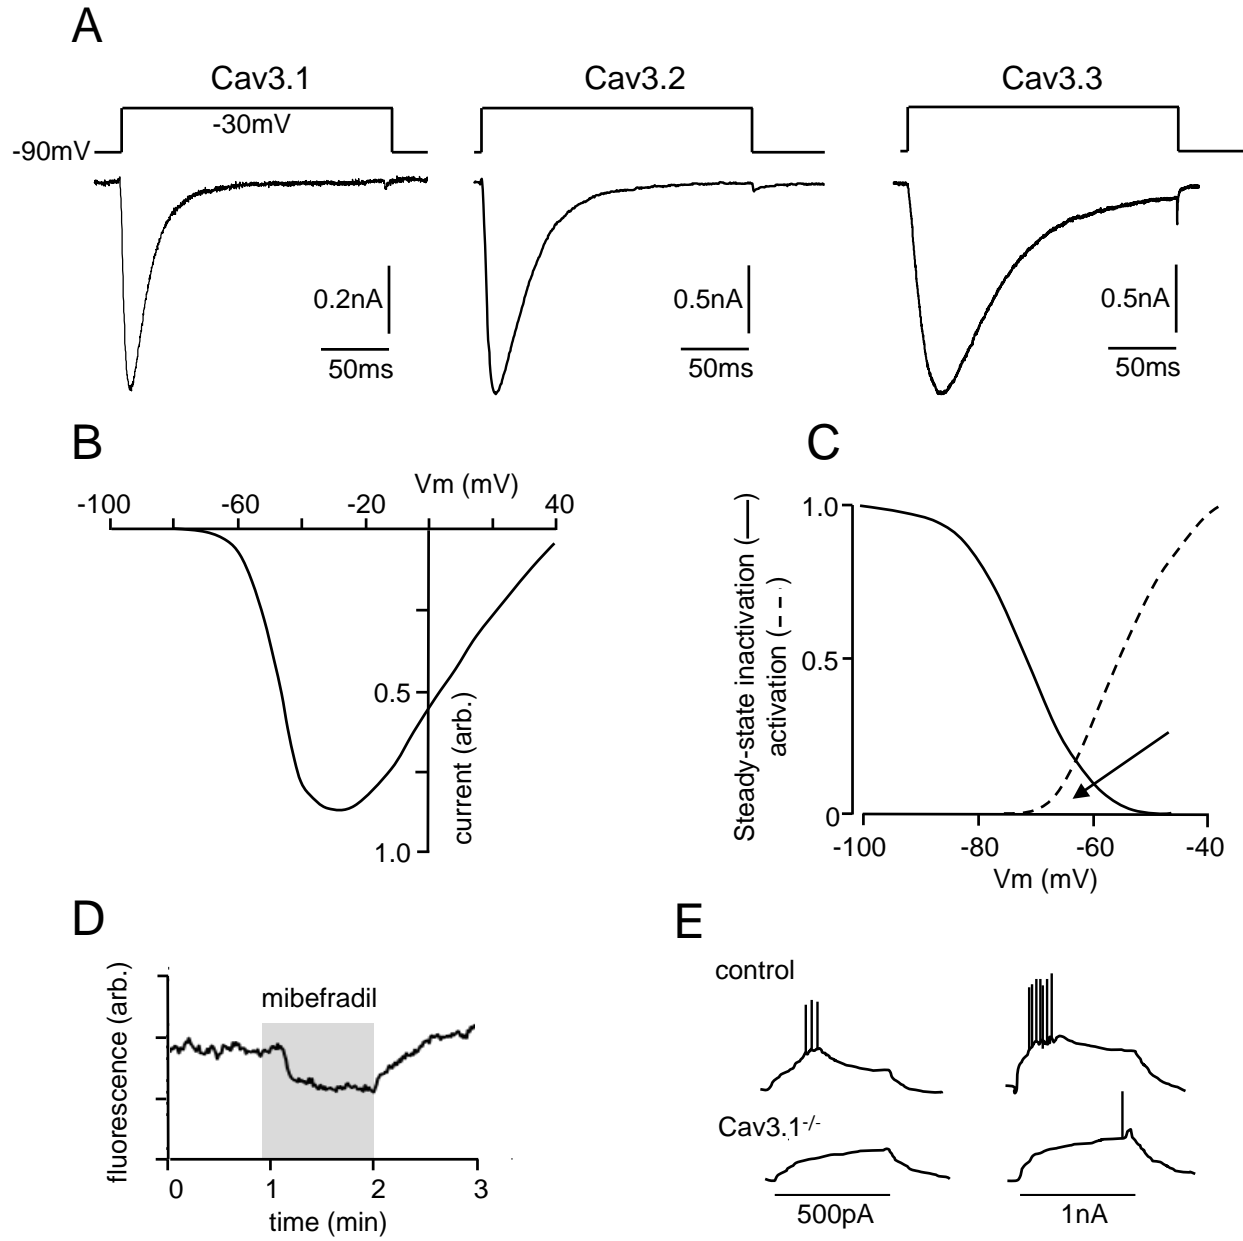 A
Cav3.1 Cav3.2 Cav3.3
-30mV
-90mV
0.2nA 0.5nA 0.5nA
50ms 50ms 50ms
B
Vm (mV)
-100 -60 -20 40
0.5
1.0
current (arb.)
C
Steady-state inactivation (—)
activation (---)
1.0
0.5
0
-100 -80 -60 -40
Vm (mV)
D
fluorescence (arb.)
mibefradil
0 1 2 3
time (min)
E
control
Cav3.1-/-
500pA 1nA